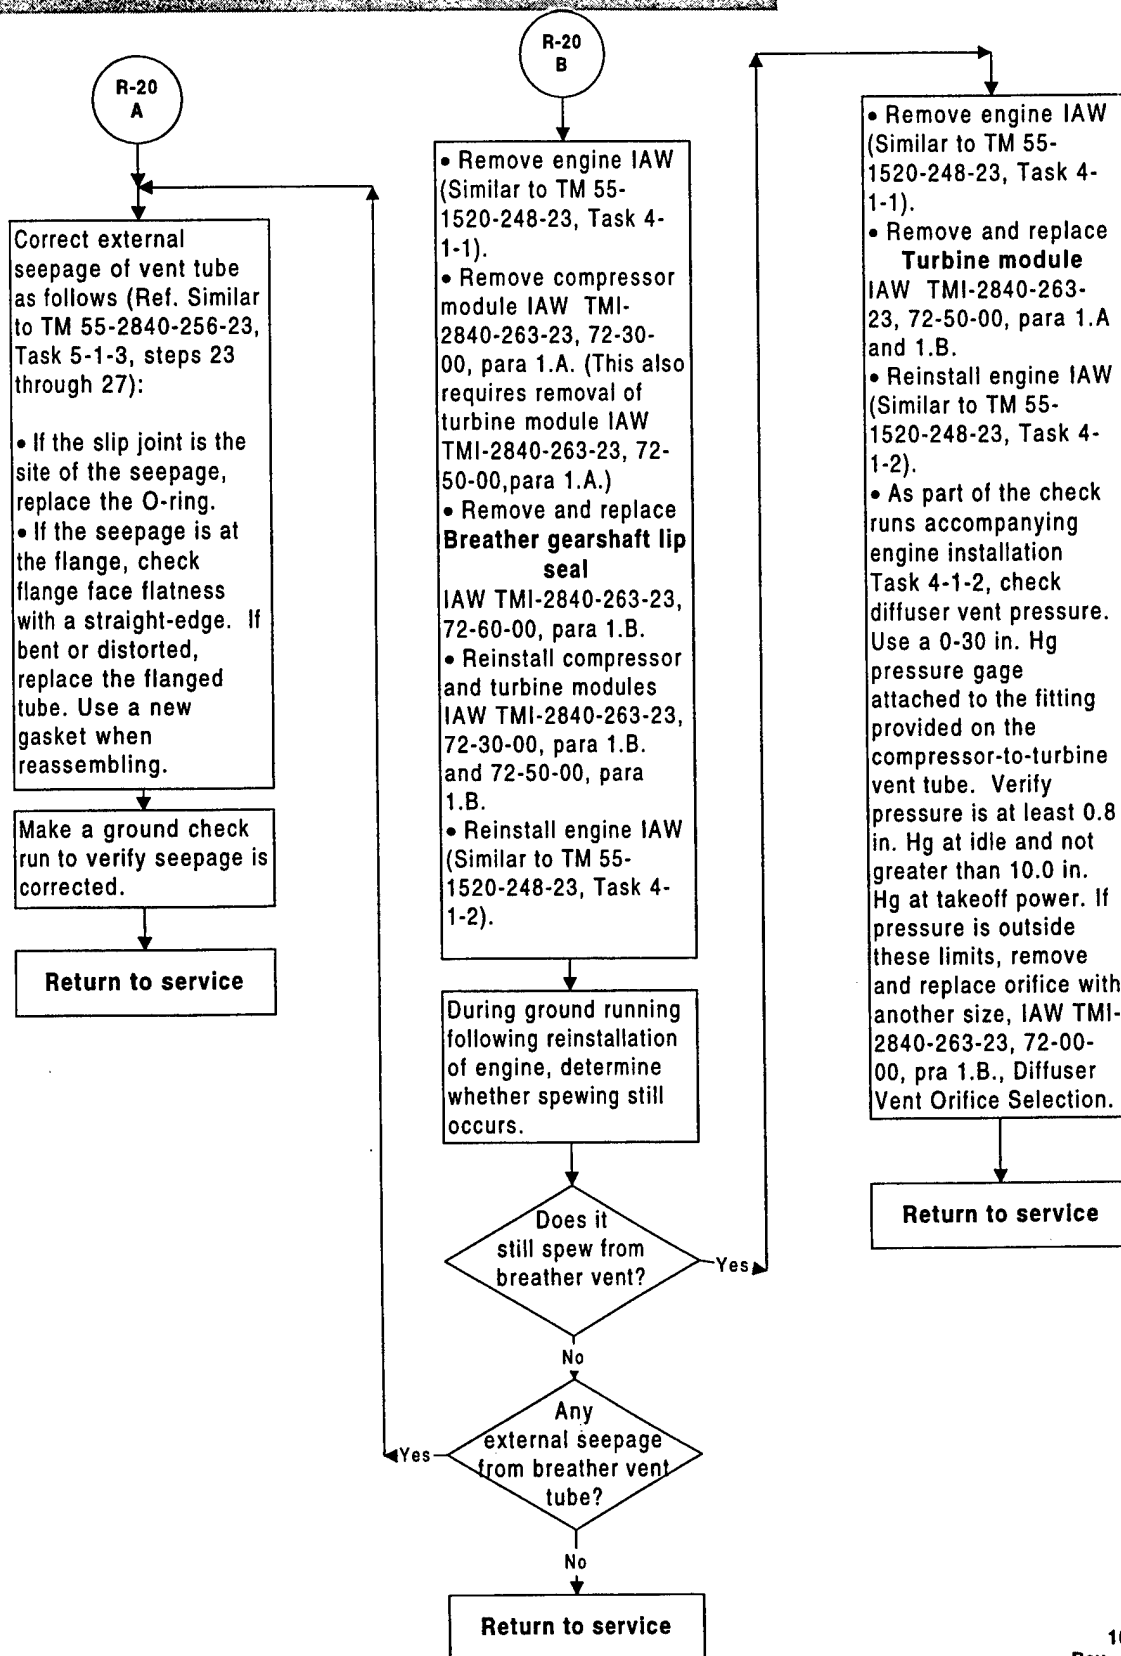 R-20
A
Correct external
seepage of vent tube
as follows (Ref. Similar
to TM 55-2840-256-23,
Task 5-1-3, steps 23
through 27):
• If the slip joint is the
site of the seepage,
replace the O-ring.
• If the seepage is at
the flange, check
flange face flatness
with a straight-edge. If
bent or distorted,
replace the flanged
tube. Use a new
gasket when
reassembling.
Make a ground check
run to verify seepage is
corrected.
Return to service
R-20
B
• Remove engine IAW
(Similar to TM 55-
1520-248-23, Task 4-
1-1).
• Remove compressor
module IAW TMI-
2840-263-23, 72-30-
00, para 1.A. (This also
requires removal of
turbine module IAW
TMI-2840-263-23, 72-
50-00,para 1.A.)
• Remove and replace
Breather gearshaft lip
seal
IAW TMI-2840-263-23,
72-60-00, para 1.B.
• Reinstall compressor
and turbine modules
IAW TMI-2840-263-23,
72-30-00, para 1.B.
and 72-50-00, para
1.B.
• Reinstall engine IAW
(Similar to TM 55-
1520-248-23, Task 4-
1-2).
During ground running
following reinstallation
of engine, determine
whether spewing still
occurs.
Does it
still spew from
breather vent?
Yes
No
Any
external seepage
from breather vent
tube?
Yes
No
Return to service
• Remove engine IAW
(Similar to TM 55-
1520-248-23, Task 4-
1-1).
• Remove and replace
Turbine module
IAW TMI-2840-263-
23, 72-50-00, para 1.A
and 1.B.
• Reinstall engine IAW
(Similar to TM 55-
1520-248-23, Task 4-
1-2).
• As part of the check
runs accompanying
engine installation
Task 4-1-2, check
diffuser vent pressure.
Use a 0-30 in. Hg
pressure gage
attached to the fitting
provided on the
compressor-to-turbine
vent tube. Verify
pressure is at least 0.8
in. Hg at idle and not
greater than 10.0 in.
Hg at takeoff power. If
pressure is outside
these limits, remove
and replace orifice with
another size, IAW TMI-
2840-263-23, 72-00-
00, pra 1.B., Diffuser
Vent Orifice Selection.
Return to service